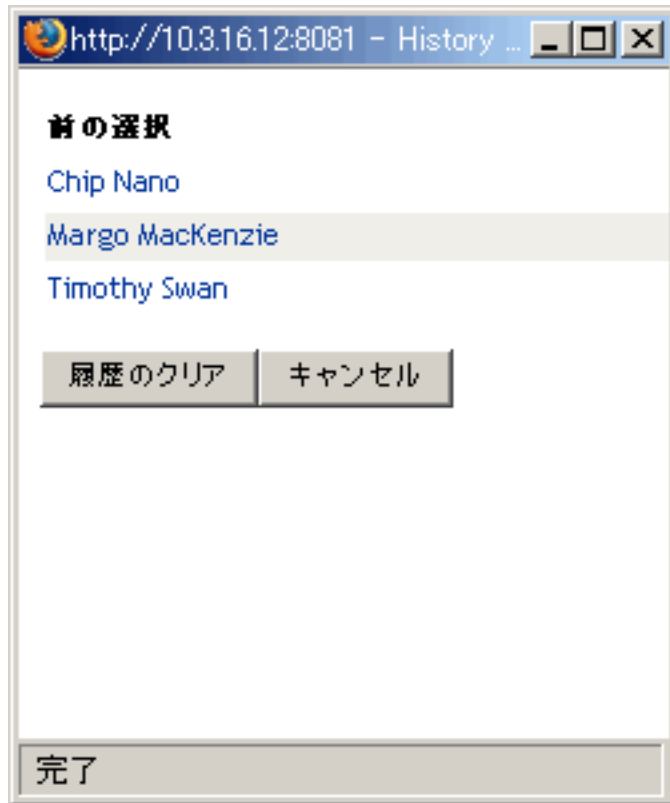 http://10.3.16.12:8081 - History ...
前の選択
Chip Nano
Margo MacKenzie
Timothy Swan
履歴のクリア キャンセル
完了